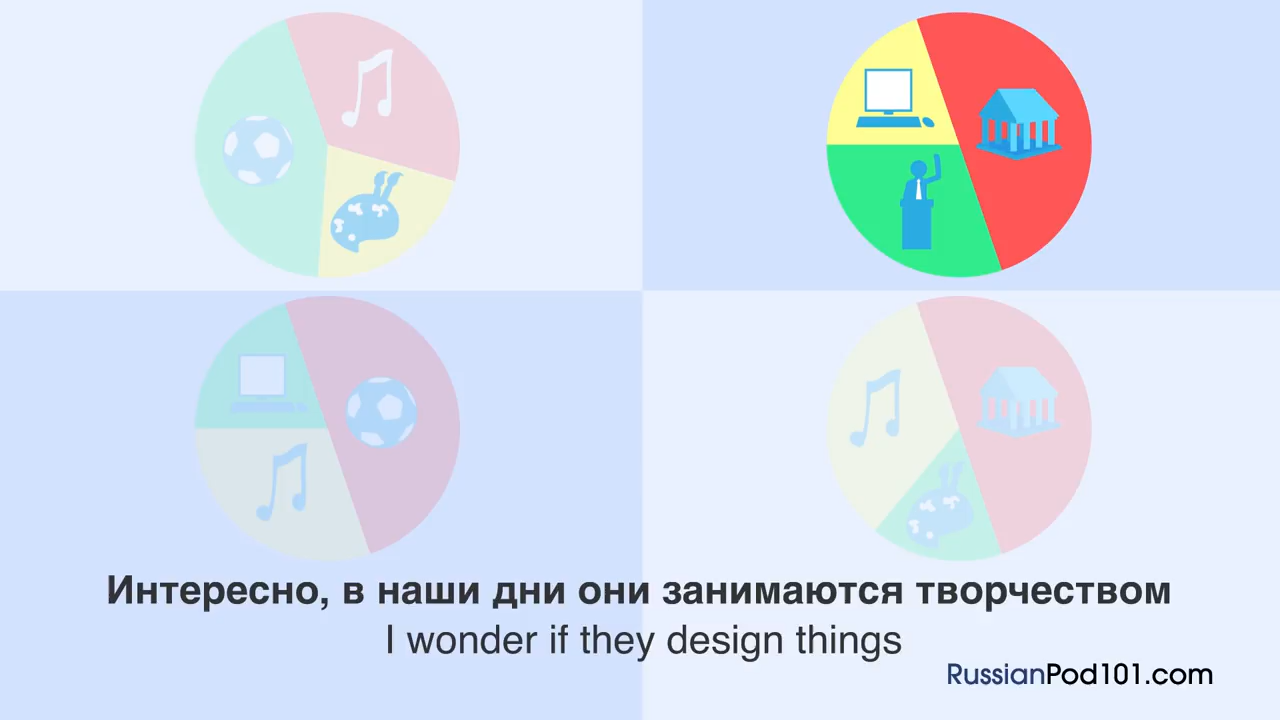 Интересно, в наши дни они занимаются творчеством
I wonder if they design things
RussianPod101.com